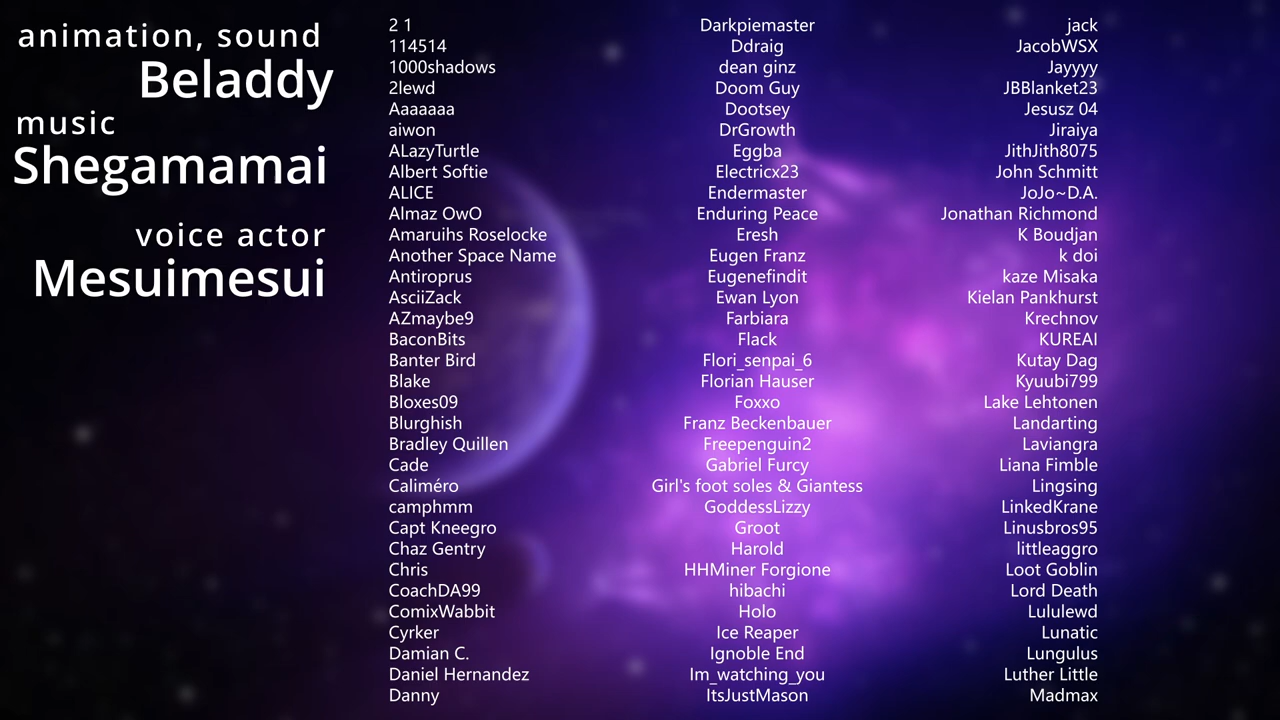 animation, sound
Beladdy
music
Shegamamai
voice actor
Mesuimesui
2 1
114514
1000shadows
2lewd
Aaaaaaa
aiwon
ALazyTurtle
Albert Softie
ALICE
Almaz OwO
Amaruihs Roselocke
Another Space Name
Antiroprus
AsciiZack
AZmaybe9
BaconBits
Banter Bird
Blake
Bloxes09
Blurghish
Bradley Quillen
Cade
Caliméro
camphmm
Capt Kneegro
Chaz Gentry
Chris
CoachDA99
ComixWabbit
Cyrker
Damian C.
Daniel Hernandez
Danny
Darkpiemaster
Ddraig
dean ginz
Doom Guy
Dootsey
DrGrowth
Eggba
Electricx23
Endermaster
Enduring Peace
Eresh
Eugen Franz
Eugenefindit
Ewan Lyon
Farbiara
Flack
Flori_senpai_6
Florian Hauser
Foxxo
Franz Beckenbauer
Freepenguin2
Gabriel Furcy
Girl's foot soles & Giantess
GoddessLizzy
Groot
Harold
HHMiner Forgione
hibachi
Holo
Ice Reaper
Ignoble End
Im_watching_you
ItsJustMason
jack
JacobWSX
Jayyyy
JBBlanket23
Jesusz 04
Jiraiya
JithJith8075
John Schmitt
JoJo~D.A.
Jonathan Richmond
K Boudjan
k doi
kaze Misaka
Kielan Pankhurst
Krechnov
KUREAI
Kutay Dag
Kyuubi799
Lake Lehtonen
Landarting
Laviangra
Liana Fimble
Lingsing
LinkedKrane
Linusbros95
littleaggro
Loot Goblin
Lord Death
Lululewd
Lunatic
Lungulus
Luther Little
Madmax